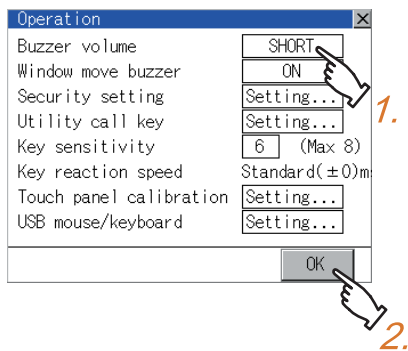 Operation ×
Buzzer volume SHORT
Window move buzzer ON
Security setting Setting...
Utility call key Setting...
Key sensitivity 6 (Max 8)
Key reaction speed Standard(±0)m
Touch panel calibration Setting...
USB mouse/keyboard Setting...
1.
OK
2.